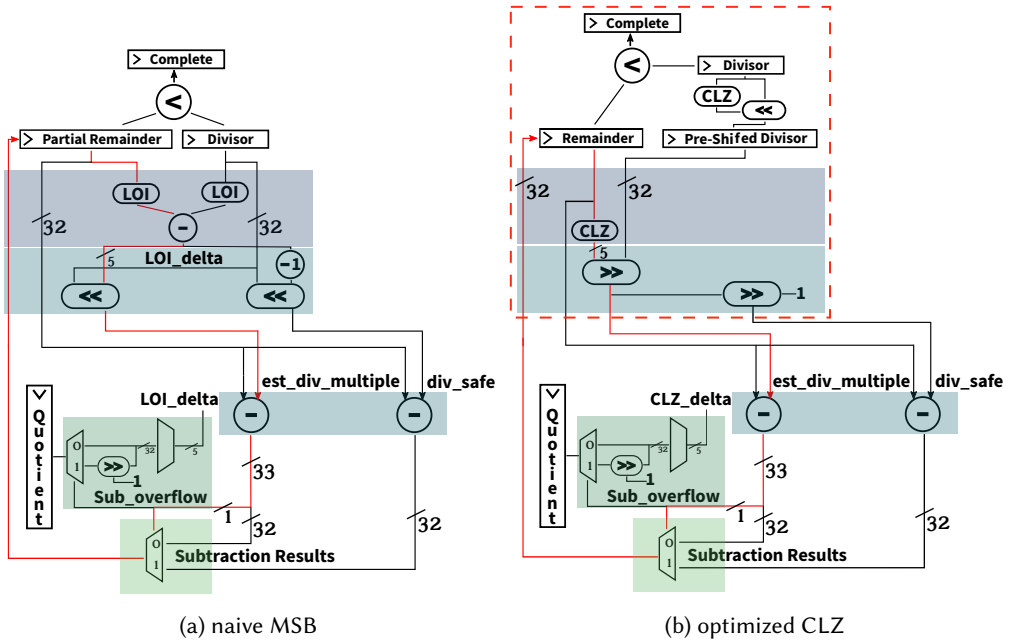 Complete
<
Partial Remainder
Divisor
LOI
LOI
32
32
-
5
LOI_delta
-1
<<
<<
est_div_multiple
div_safe
-
-
Quotient
LOI_delta
0
1
>>
1
32
5
Sub_overflow
33
1
32
32
0
1
Subtraction Results
(a) naive MSB
Complete
<
Divisor
CLZ
<<
Remainder
Pre-Shifed Divisor
32
32
CLZ
5
>>
>>
1
est_div_multiple
div_safe
-
-
Quotient
CLZ_delta
0
1
>>
1
32
5
Sub_overflow
33
1
32
32
0
1
Subtraction Results
(b) optimized CLZ